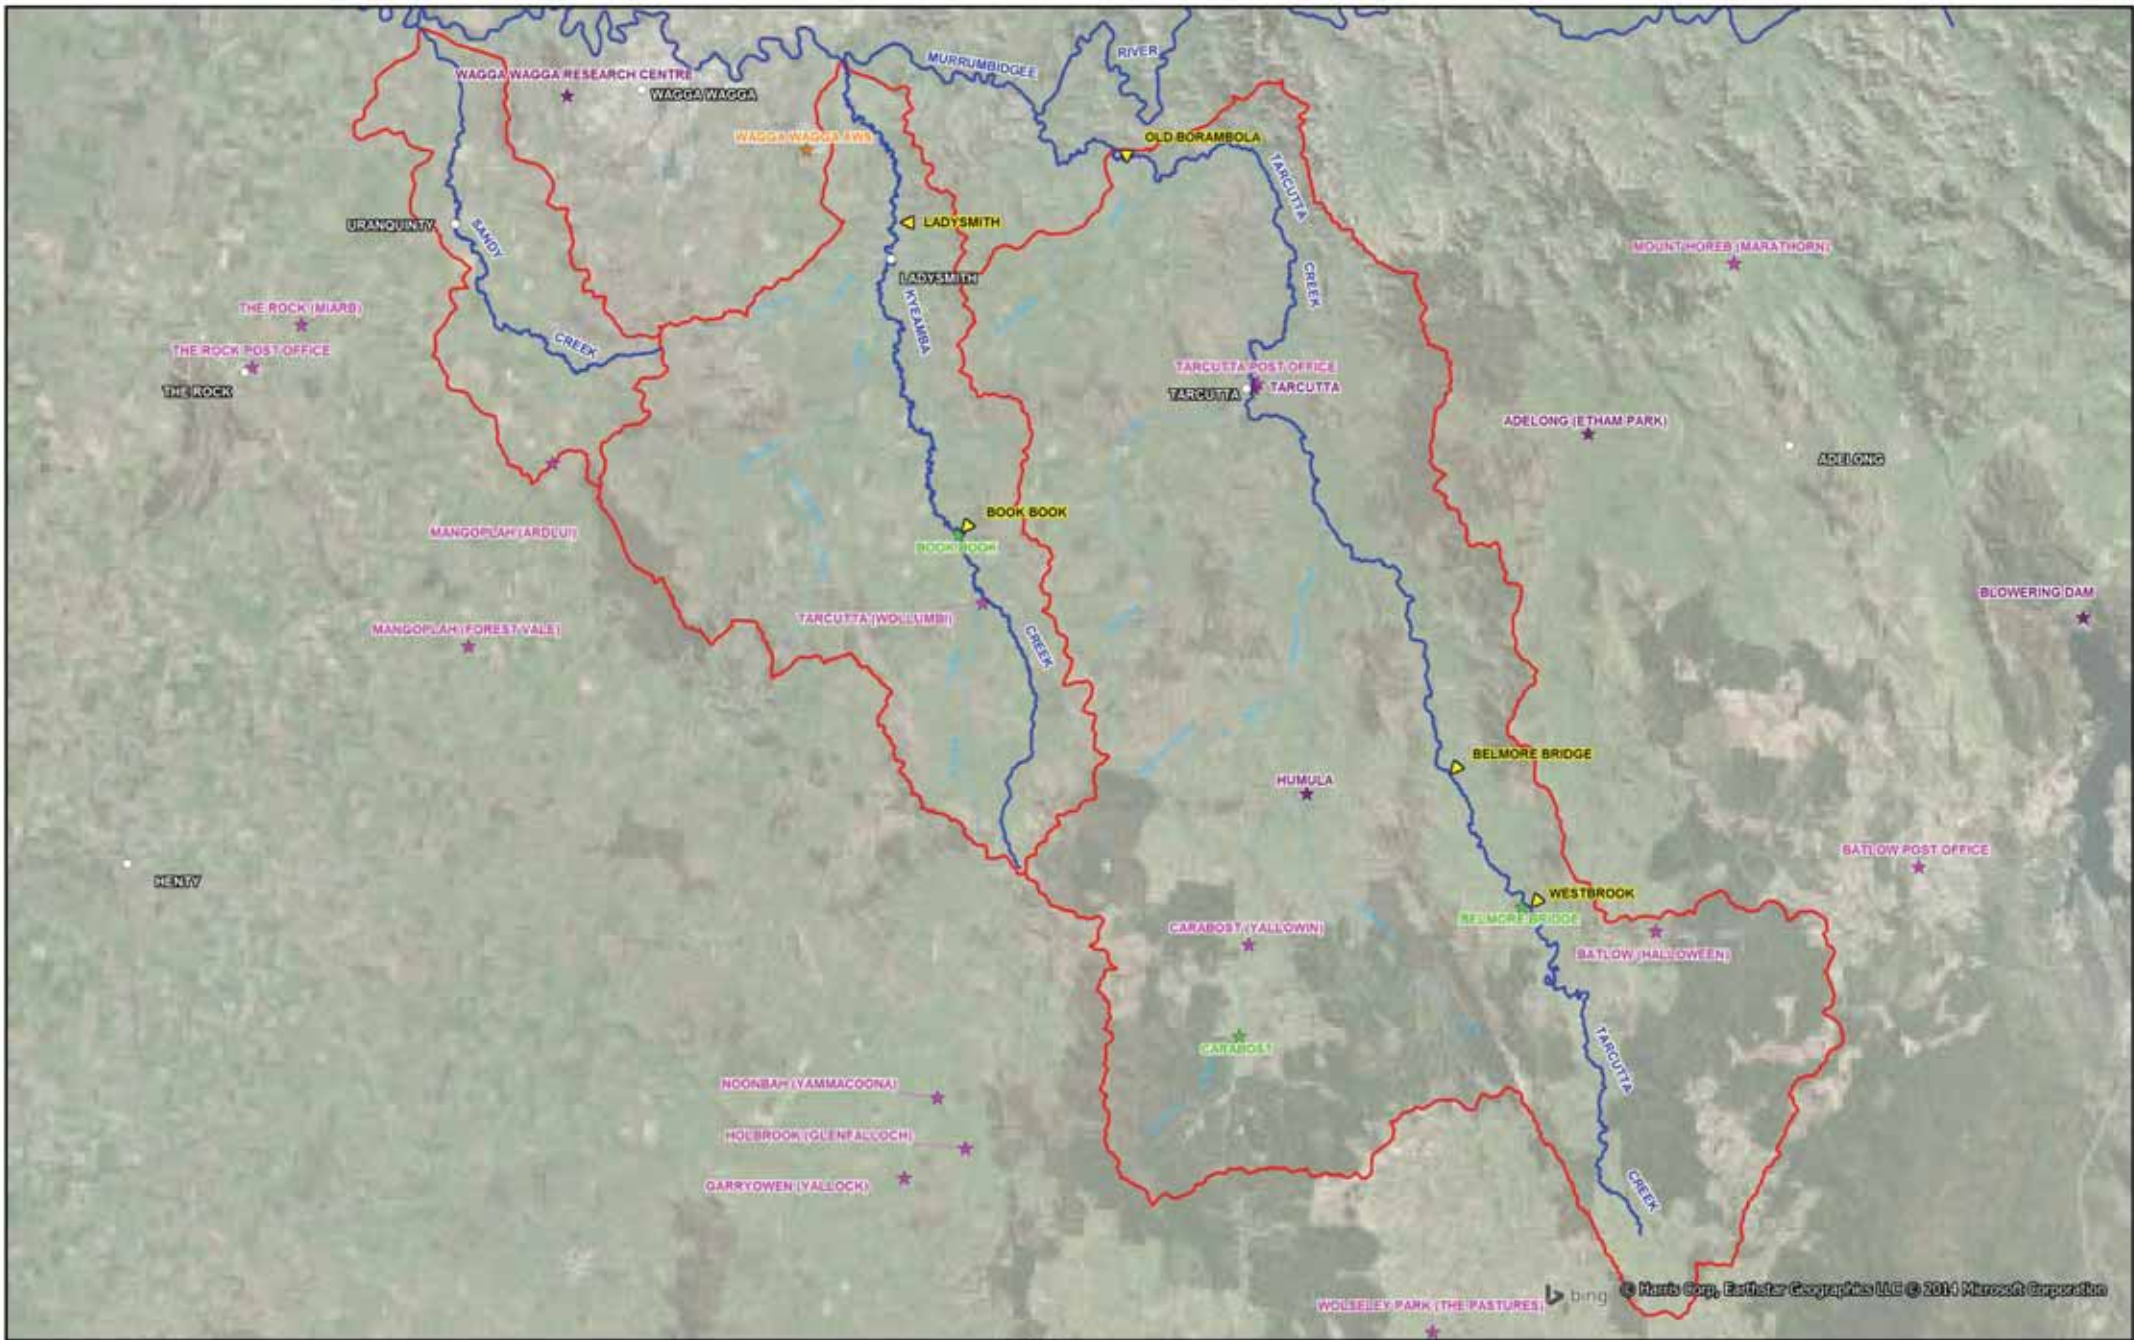 MURRUMBIDGEE
RIVER
WAGGA WAGGA RESEARCH CENTRE
WAGGA WAGGA
WAGGA WAGGA AWS
OLD BORAMBOLA
TARCUTTA
CREEK
URANQUINTY
SANDY
CREEK
LADYSMITH
LADYSMITH
KYEAMBA
MOUNT HOREB (MARATHORN)
THE ROCK (MIARB)
THE ROCK POST OFFICE
THE ROCK
TARCUTTA POST OFFICE
TARCUTTA
TARCUTTA
ADELONG (ETHAM PARK)
ADELONG
BOOK BOOK
BOOK BOOK
MANGOPLAH (ARDLUI)
BLOWERING DAM
TARCUTTA (WOLLUMBI)
CREEK
MANGOPLAH (FOREST VALE)
BELMORE BRIDGE
HUMULA
BATLOW POST OFFICE
HENTY
WESTBROOK
BELMORE BRIDGE
CARABOST (YALLOWIN)
BATLOW (HALLOWEEN)
CARABOST
TARCUTTA
CREEK
NOONBAH (YAMMACOONA)
HOLBROOK (GLENFALLOCH)
GARRYOWEN (YALLOCK)
WOLSELEY PARK (THE PASTURES)
bing
© Harris Corp, Earthstar Geographics LLC © 2014 Microsoft Corporation